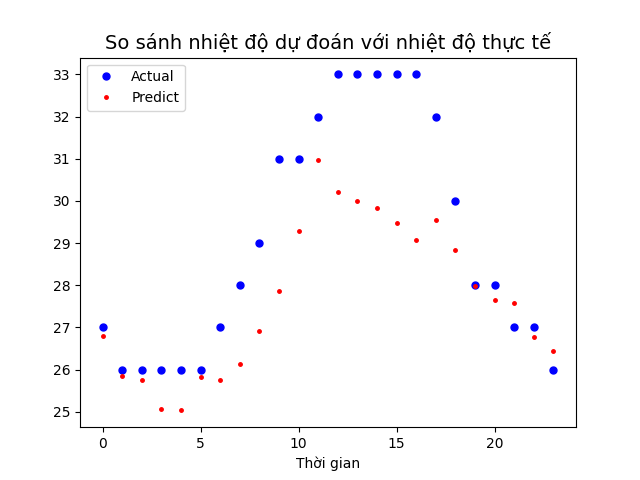 So sánh nhiệt độ dự đoán với nhiệt độ thực tế
Actual
Predict
33
32
31
30
29
28
27
26
25
0 5 10 15 20
Thời gian